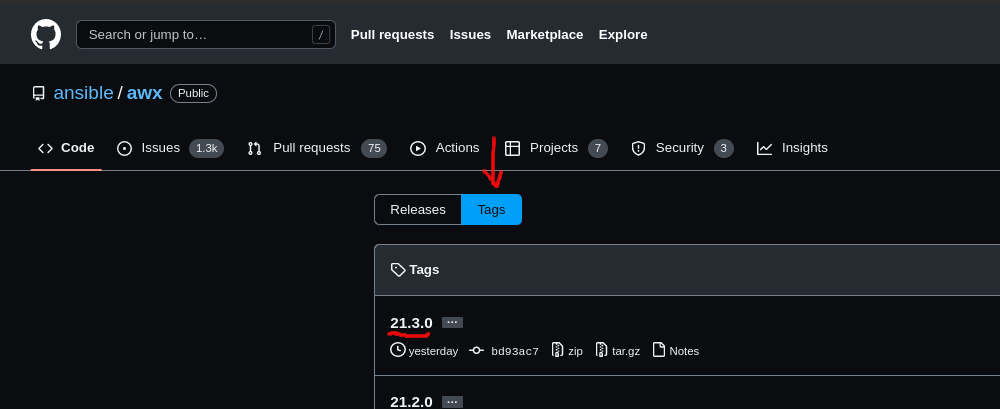 Search or jump to… / Pull requests Issues Marketplace Explore
ansible / awx Public
Code Issues 1.3k Pull requests 75 Actions Projects 7 Security 3 Insights
Releases Tags
Tags
21.3.0 ...
yesterday bd93ac7 zip tar.gz Notes
21.2.0 ...